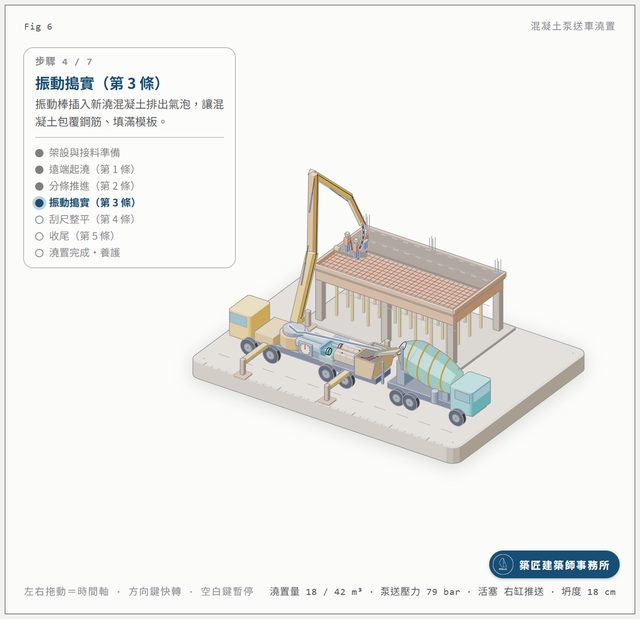 Fig 6
混凝土泵送車澆置
步驟 4 / 7
振動搗實（第 3 條）
振動棒插入新澆混凝土排出氣泡，讓混
凝土包覆鋼筋、填滿模板。
架設與接料準備
遠端起澆（第 1 條）
分條推進（第 2 條）
振動搗實（第 3 條）
刮尺整平（第 4 條）
收尾（第 5 條）
澆置完成・養護
築匠建築師事務所
左右拖動＝時間軸 · 方向鍵快轉 · 空白鍵暫停
澆置量 18 / 42 m³ · 泵送壓力 79 bar · 活塞 右缸推送 · 坍度 18 cm